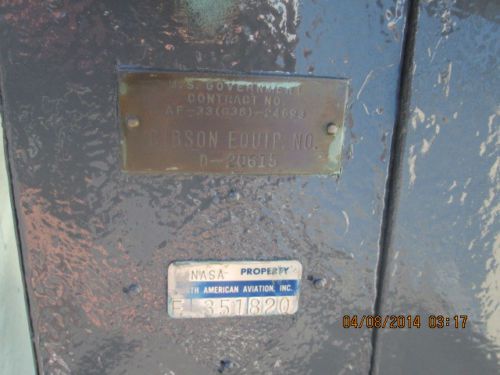 U.S. GOVERNMENT
CONTRACT NO.
AF-33(038)-24693
GIBSON EQUIP. NO.
D-20615
NASA PROPERTY
TH AMERICAN AVIATION, INC.
E 351820
04/08/2014 03:17